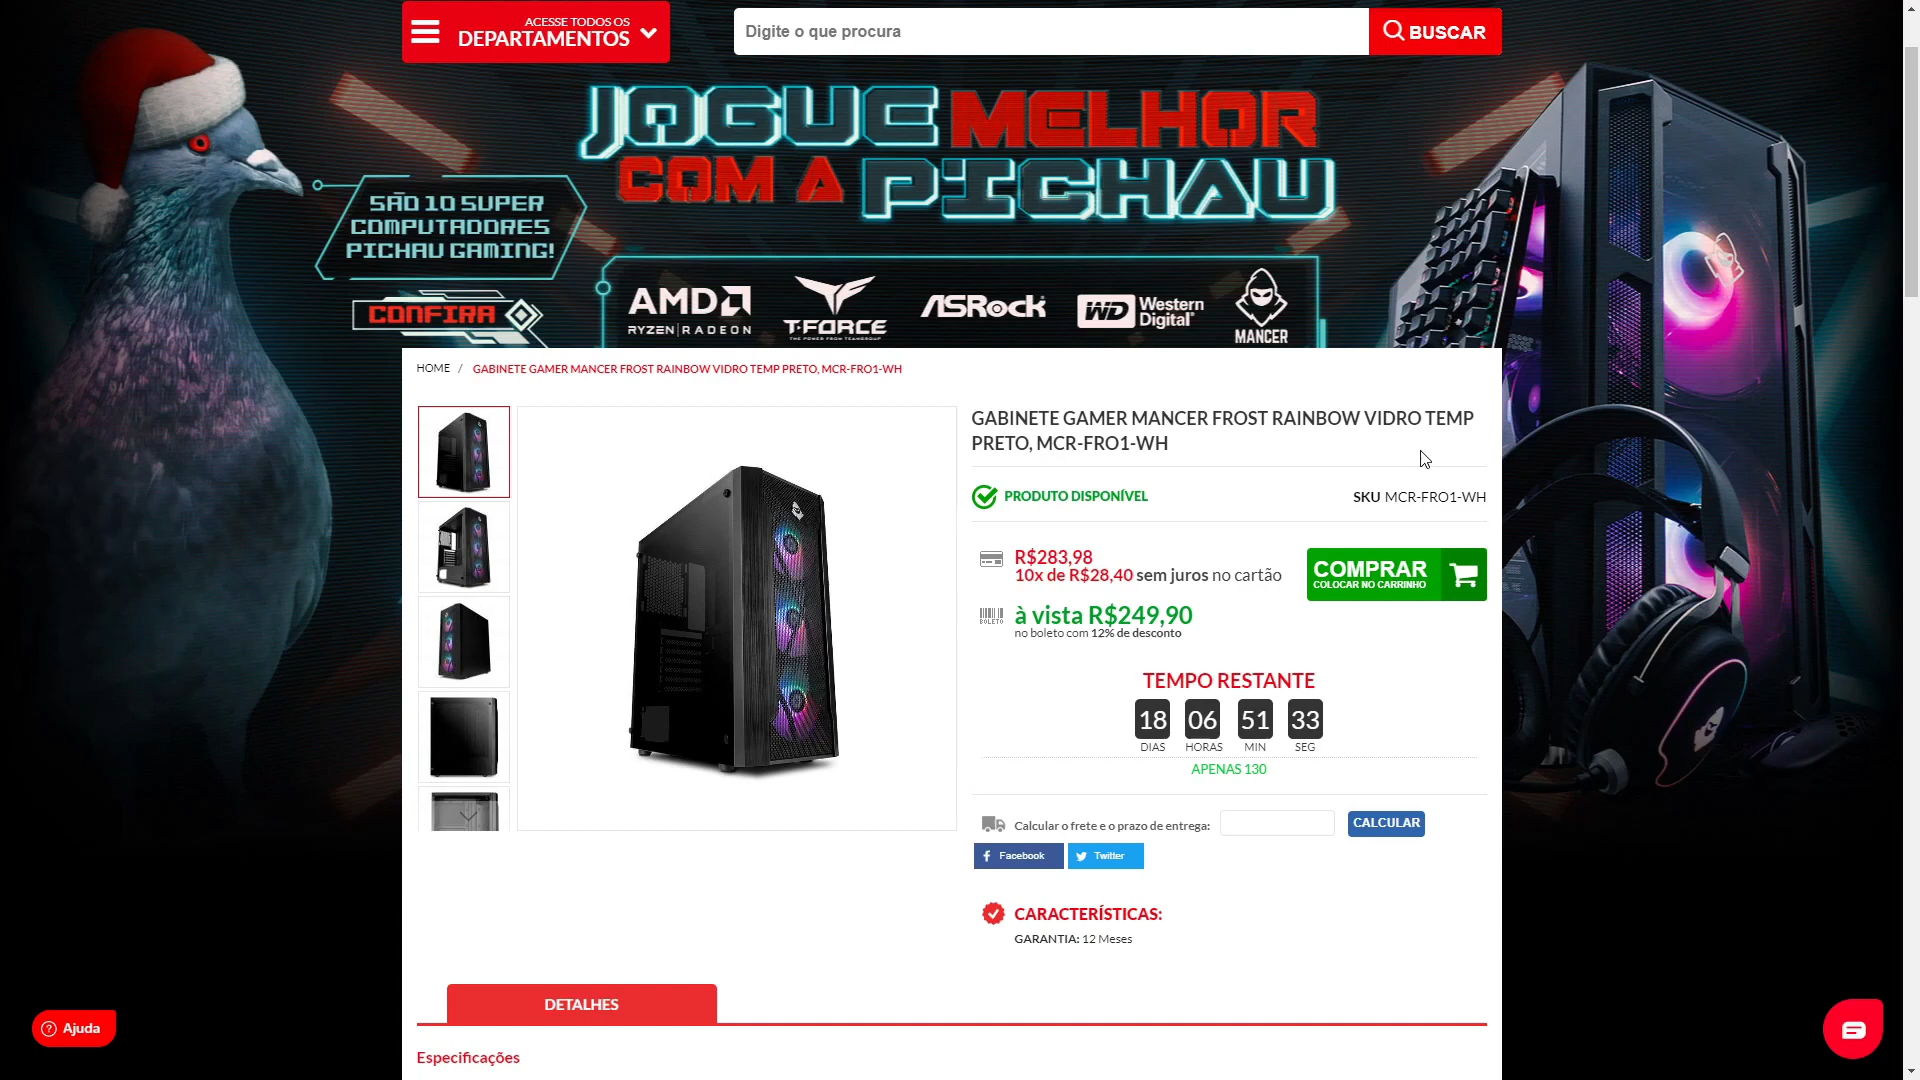 ACESSE TODOS OS
DEPARTAMENTOS
Digite o que procura
BUSCAR
JOGUE MELHOR
COM A PICHAU
SÃO 10 SUPER
COMPUTADORES
PICHAU GAMING!
CONFIRA
AMD
RYZEN | RADEON
T-FORCE
THE POWER FROM TEAMGROUP
ASRock
WD Western
Digital
MANCER
HOME / GABINETE GAMER MANCER FROST RAINBOW VIDRO TEMP PRETO, MCR-FRO1-WH
GABINETE GAMER MANCER FROST RAINBOW VIDRO TEMP
PRETO, MCR-FRO1-WH
PRODUTO DISPONÍVEL
SKU MCR-FRO1-WH
R$283,98
10x de R$28,40 sem juros no cartão
COMPRAR
COLOCAR NO CARRINHO
BOLETO
à vista R$249,90
no boleto com 12% de desconto
TEMPO RESTANTE
18 06 51 33
DIAS HORAS MIN SEG
APENAS 130
Calcular o frete e o prazo de entrega:
CALCULAR
Facebook
Twitter
CARACTERÍSTICAS:
GARANTIA: 12 Meses
DETALHES
Ajuda
Especificações